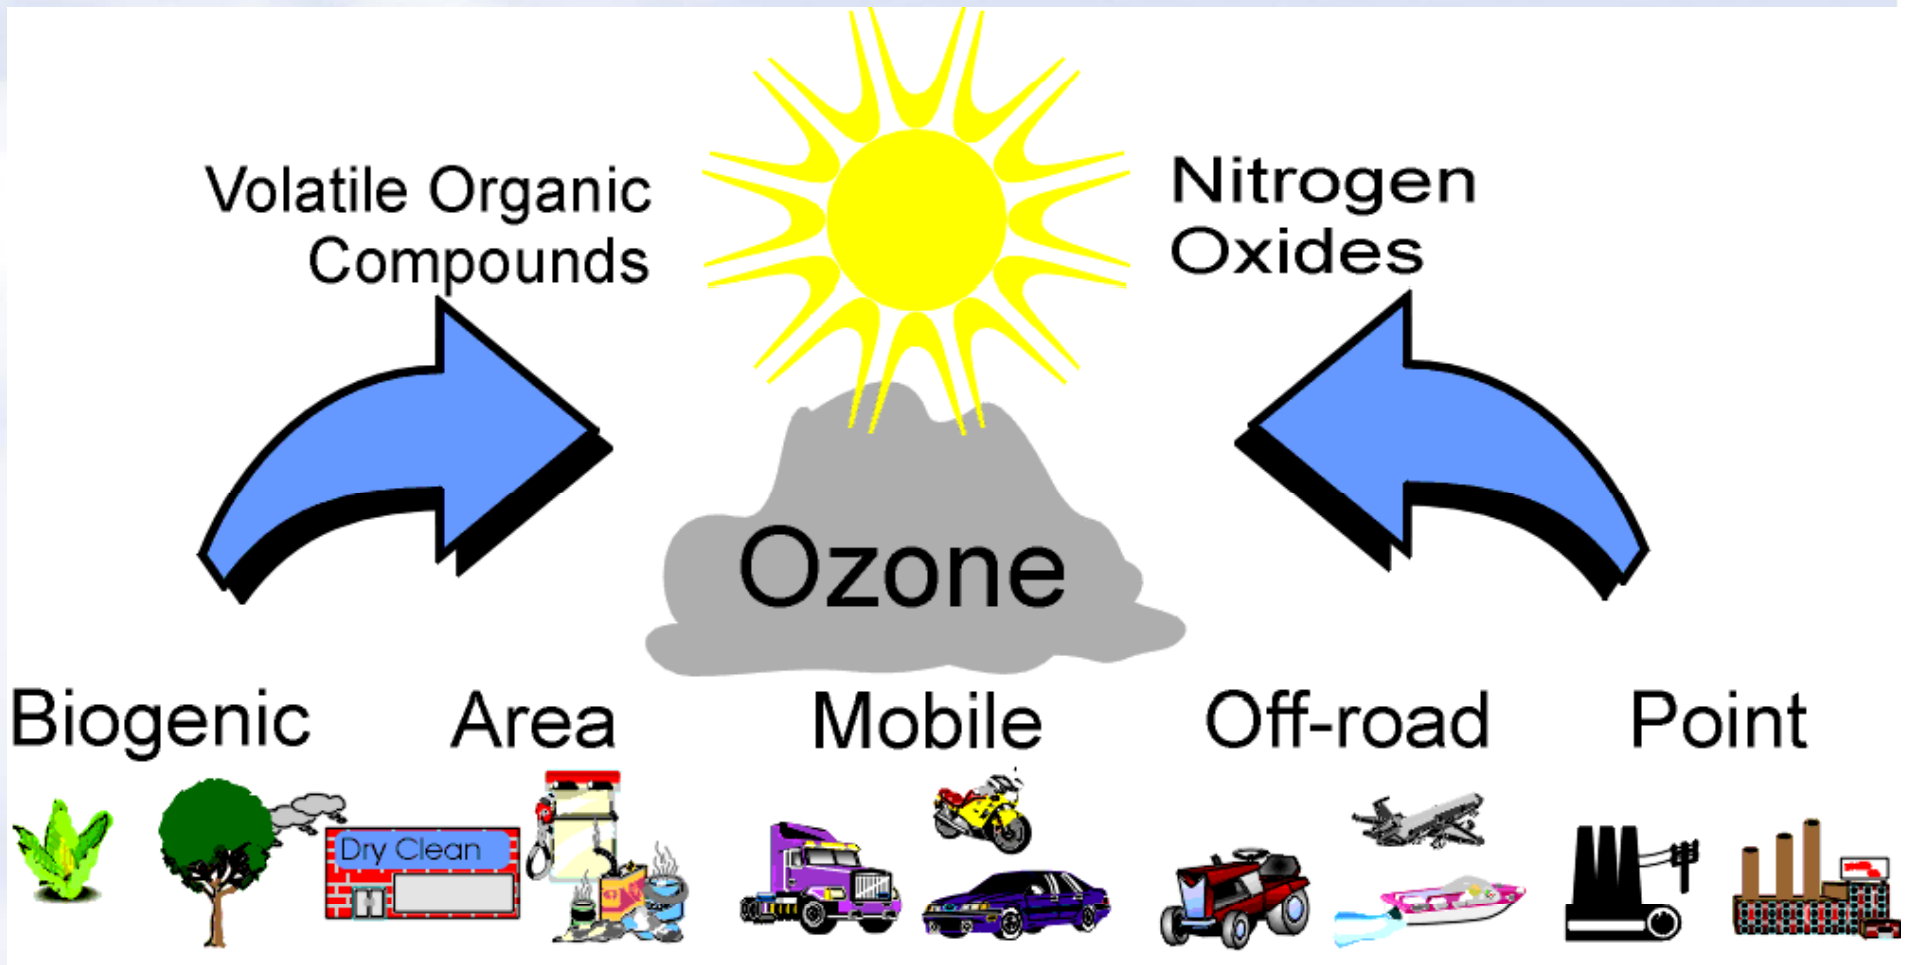 Volatile Organic
Compounds
Nitrogen
Oxides
Ozone
Biogenic
Area
Mobile
Off-road
Point
Dry Clean